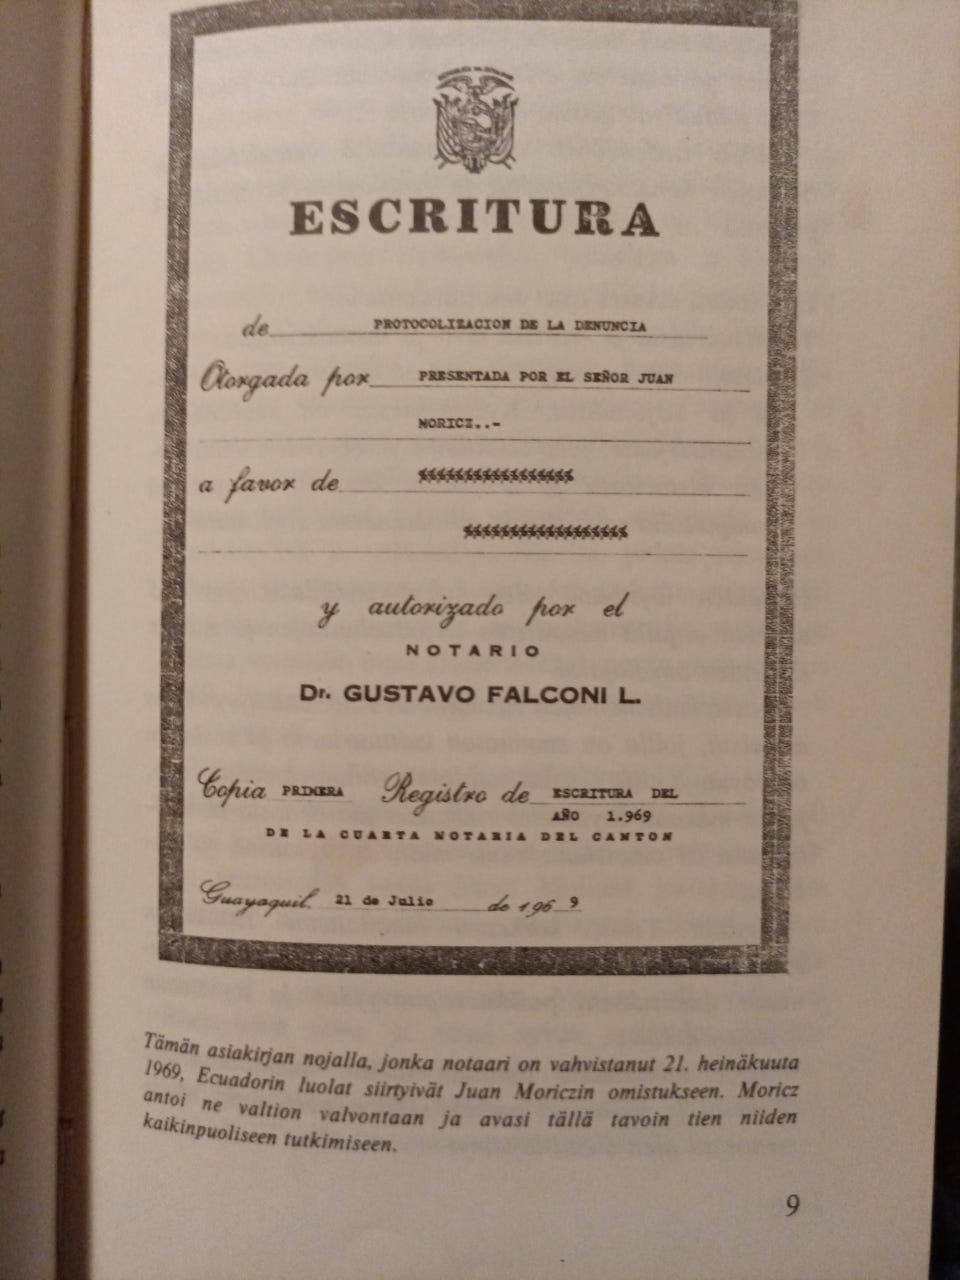 ESCRITURA
de PROTOCOLIZACION DE LA DENUNCIA
Otorgada por PRESENTADA POR EL SEÑOR JUAN
MORICZ..-
a favor de
y autorizado por el
NOTARIO
Dr. GUSTAVO FALCONI L.
Copia PRIMERA Registro de ESCRITURA DEL
AÑO 1.969
DE LA CUARTA NOTARIA DEL CANTON
Guayaquil. 21 de Julio de 196 9
Tämän asiakirjan nojalla, jonka notaari on vahvistanut 21. heinäkuuta
1969, Ecuadorin luolat siirtyivät Juan Moriczin omistukseen. Moricz
antoi ne valtion valvontaan ja avasi tällä tavoin tien niiden
kaikinpuoliseen tutkimiseen.
9